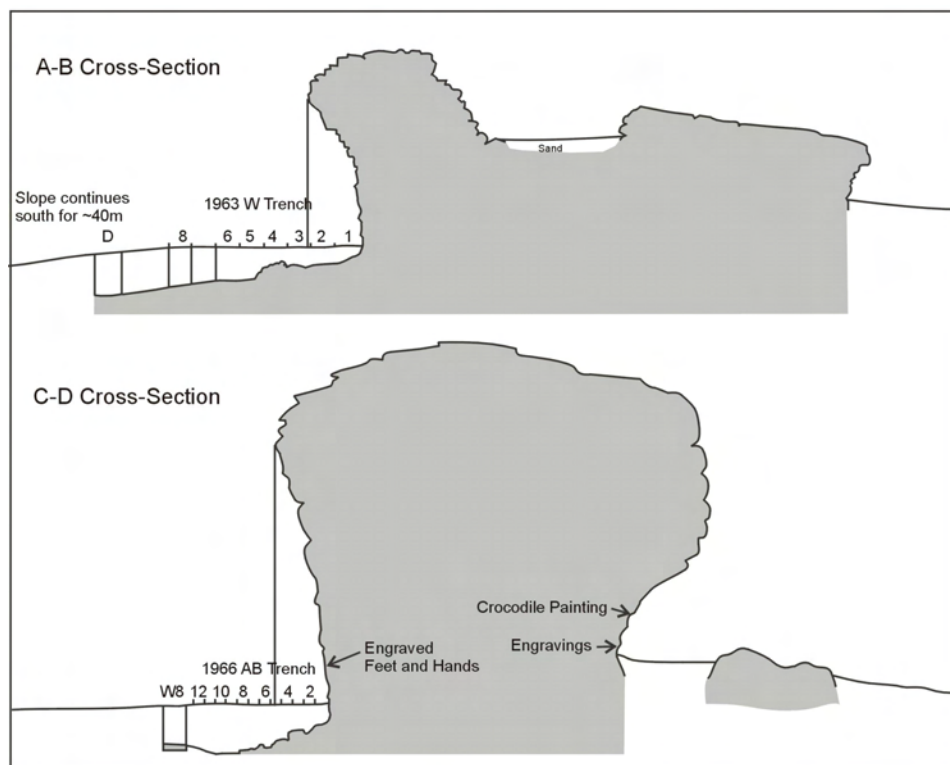 A-B Cross-Section
Sand
Slope continues
south for ~40m
1963 W Trench
D 8 6 5 4 3 2 1
C-D Cross-Section
Crocodile Painting
Engravings
Engraved
Feet and Hands
1966 AB Trench
W8 12 10 8 6 4 2